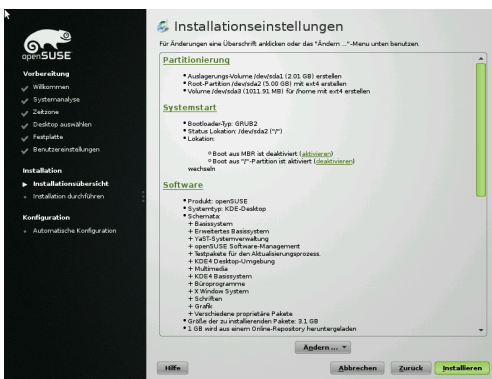 openSUSE
Vorbereitung
Willkommen
Systemanalyse
Zeitzone
Desktop auswählen
Festplatte
Benutzereinstellungen
Installation
Installationsübersicht
Installation durchführen
Konfiguration
Automatische Konfiguration
Installationseinstellungen
Für Änderungen eine Überschrift anklicken oder das "Ändern ..."-Menu unten benutzen.
Partitionierung
Auslagerungs-Volume /dev/sda1 (2.01 GB) erstellen
Root-Partition /dev/sda2 (5.00 GB) mit ext4 erstellen
Volume /dev/sda3 (1011.91 MB) für /home mit ext4 erstellen
Systemstart
Bootloader-Typ: GRUB2
Status Lokation: /dev/sda2 ("/")
Lokation:
Boot aus MBR ist deaktiviert (aktivieren)
Boot aus "/"-Partition ist aktiviert (deaktivieren)
wechseln
Software
Produkt: openSUSE
Systemtyp: KDE-Desktop
Schemata:
+ Basissystem
+ Erweitertes Basissystem
+ YaST-Systemverwaltung
+ openSUSE Software-Management
+ Testpakete für den Aktualisierungsprozess.
+ KDE4 Desktop-Umgebung
+ Multimedia
+ KDE4 Basissystem
+ Büroprogramme
+ X Window System
+ Schriften
+ Grafik
+ Verschiedene proprietäre Pakete
Größe der zu installierenden Pakete: 3.1 GB
1 GB wird aus einem Online-Repository heruntergeladen
Ändern ...
Hilfe
Abbrechen
Zurück
Installieren